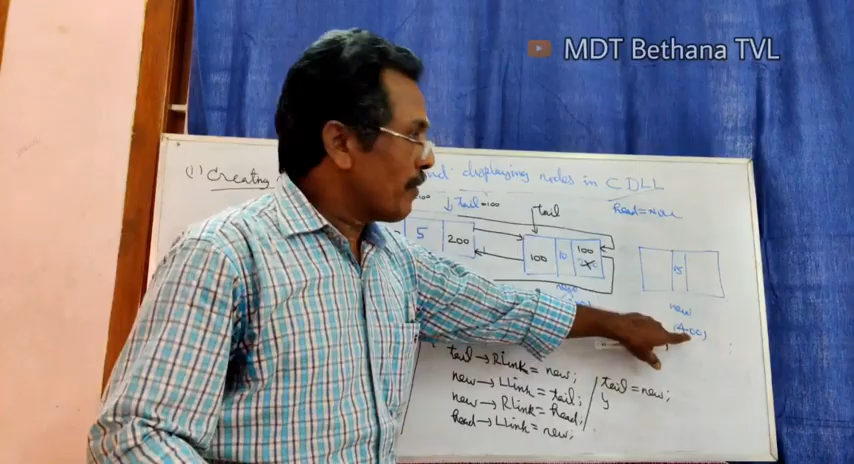 MDT Bethana TVL
(1) Creating and displaying nodes in CDLL
head=NULL
tail=100
tail
5 200
100 10 100
15
new
(400)
tail→RLink = new;
new→LLink = tail;
new→RLink = head;
head→LLink = new;
tail = new;
}